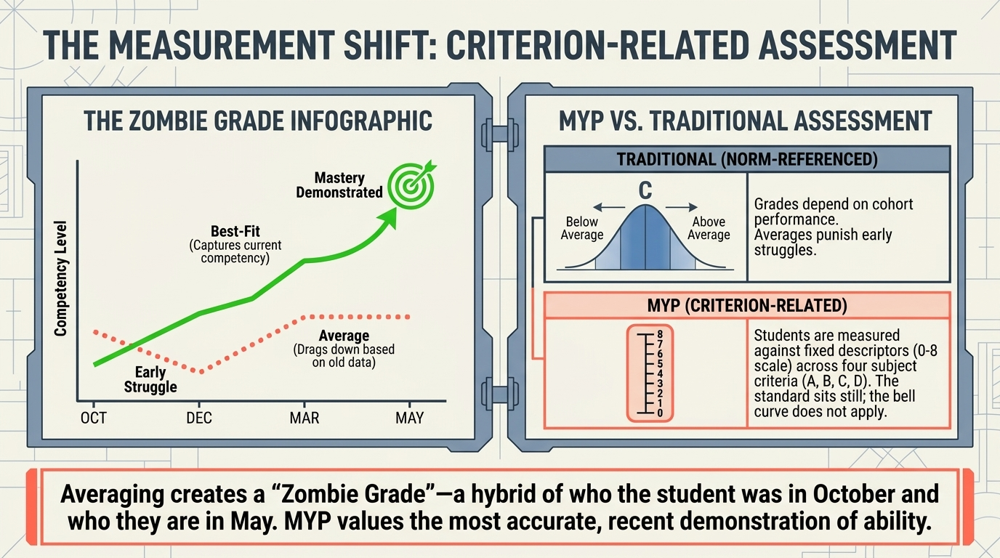 THE MEASUREMENT SHIFT: CRITERION-RELATED ASSESSMENT
THE ZOMBIE GRADE INFOGRAPHIC
Competency Level
Mastery
Demonstrated
Best-Fit
(Captures current
competency)
Average
(Drags down based
on old data)
Early
Struggle
OCT
DEC
MAR
MAY
MYP VS. TRADITIONAL ASSESSMENT
TRADITIONAL (NORM-REFERENCED)
C
Below
Average
Above
Average
Grades depend on cohort
performance.
Averages punish early
struggles.
MYP (CRITERION-RELATED)
8
7
6
5
4
3
2
1
0
Students are measured
against fixed descriptors (0-8
scale) across four subject
criteria (A, B, C, D). The
standard sits still; the bell
curve does not apply.
Averaging creates a “Zombie Grade”—a hybrid of who the student was in October and
who they are in May. MYP values the most accurate, recent demonstration of ability.